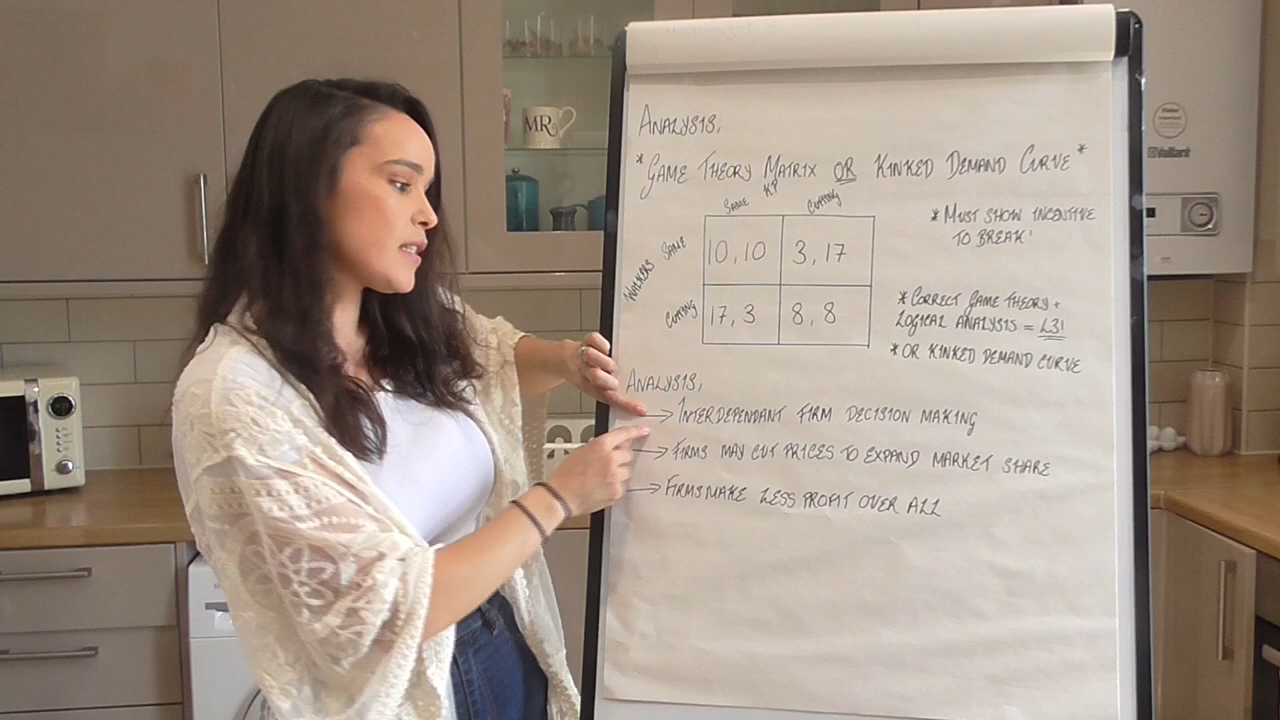 ANALYSIS,
*GAME THEORY MATRIX OR KINKED DEMAND CURVE*
KP
SAME CUTTING
WALKERS
SAME 10, 10 3, 17
CUTTING 17, 3 8, 8
* MUST SHOW INCENTIVE
TO BREAK!
* CORRECT GAME THEORY +
LOGICAL ANALYSIS = L3!
* OR KINKED DEMAND CURVE
ANALYSIS,
→ INTERDEPENDANT FIRM DECISION MAKING
→ FIRMS MAY CUT PRICES TO EXPAND MARKET SHARE
→ FIRMS MAKE LESS PROFIT OVER ALL
MR
Vaillant